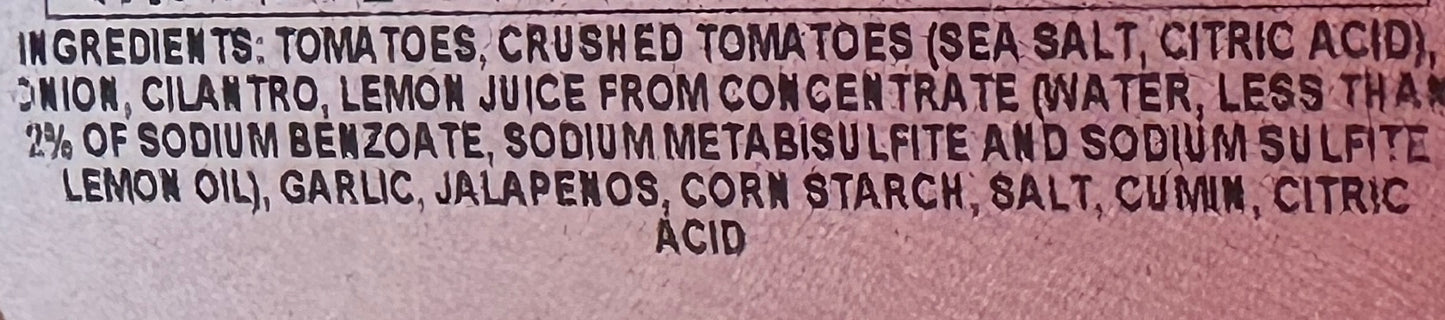 INGREDIENTS: TOMATOES, CRUSHED TOMATOES (SEA SALT, CITRIC ACID),
ONION, CILANTRO, LEMON JUICE FROM CONCENTRATE (WATER, LESS THAN
2% OF SODIUM BENZOATE, SODIUM METABISULFITE AND SODIUM SULFITE
LEMON OIL), GARLIC, JALAPENOS, CORN STARCH, SALT, CUMIN, CITRIC
ACID